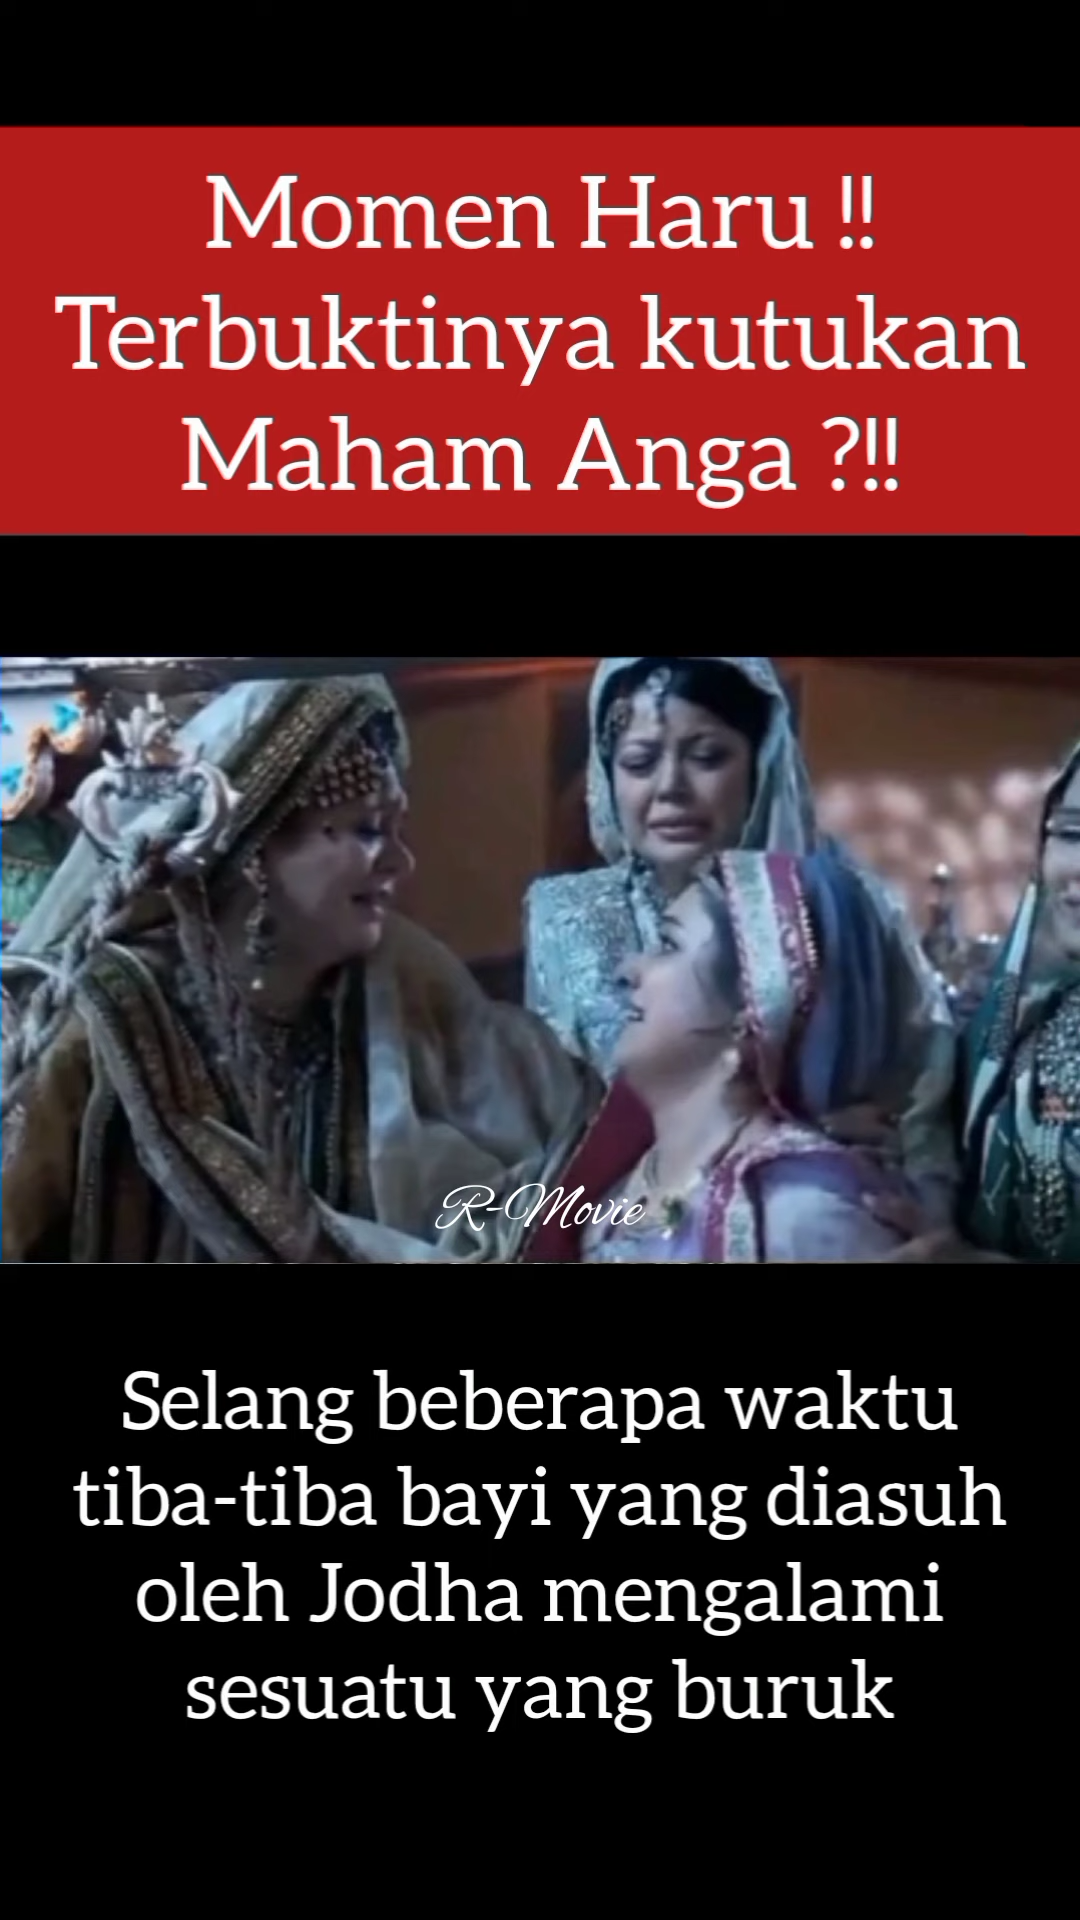 Momen Haru !!
Terbuktinya kutukan
Maham Anga ?!!
R-Movie
Selang beberapa waktu
tiba-tiba bayi yang diasuh
oleh Jodha mengalami
sesuatu yang buruk